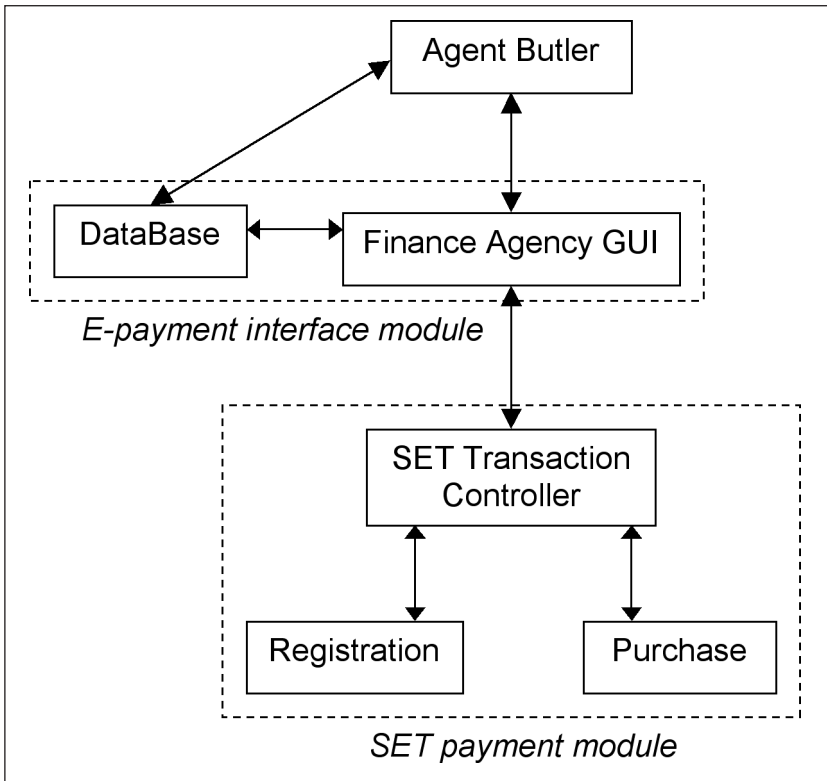 Agent Butler
DataBase
Finance Agency GUI
E-payment interface module
SET Transaction
Controller
Registration
Purchase
SET payment module